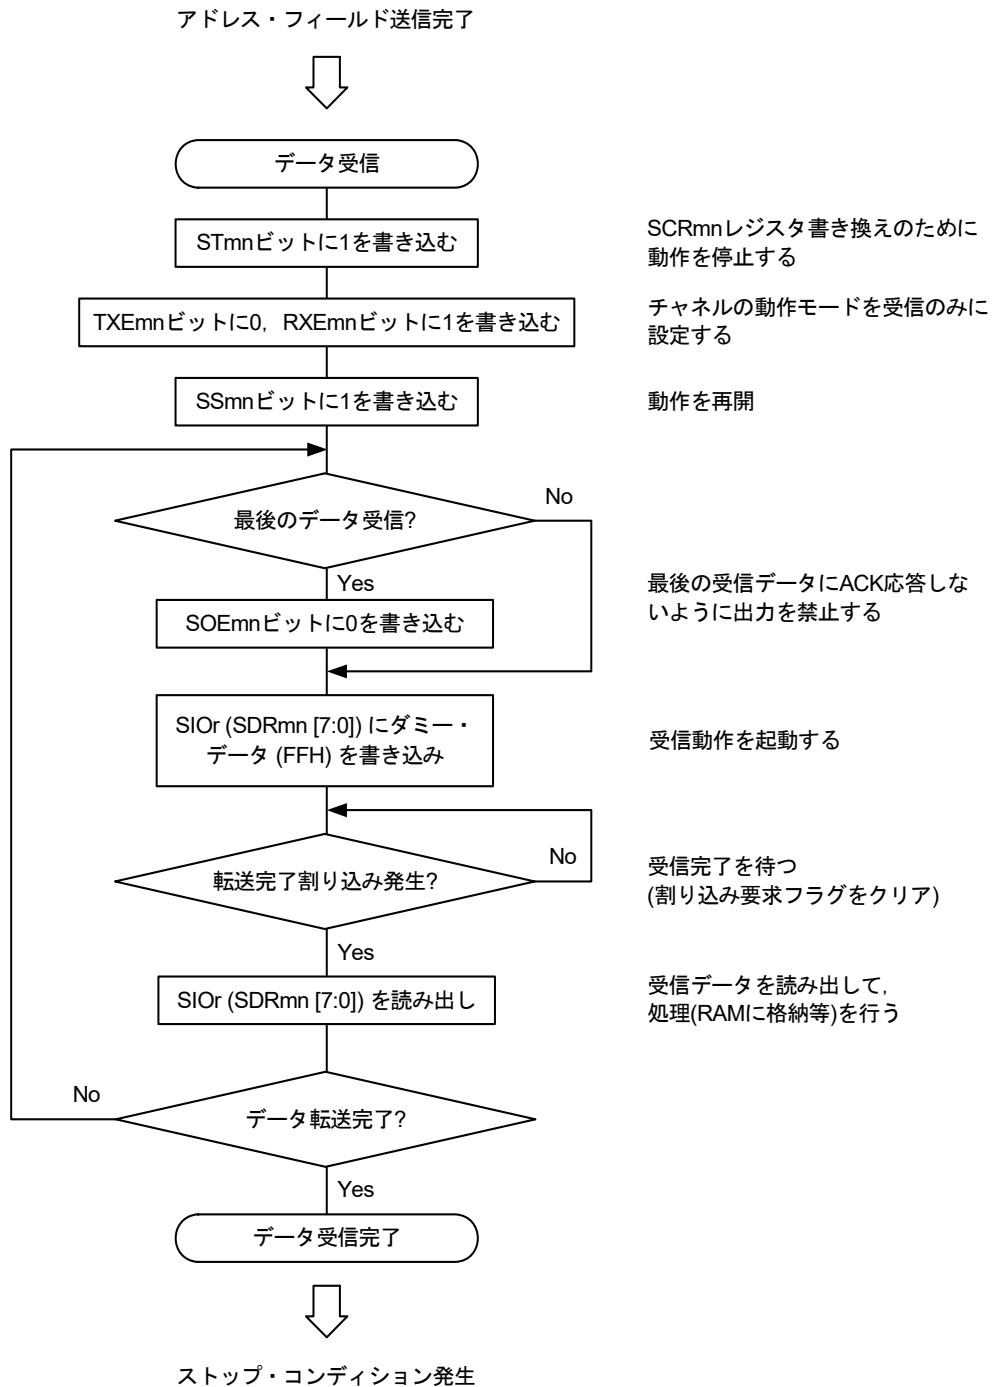 アドレス・フィールド送信完了
データ受信
STmnビットに1を書き込む
SCRmnレジスタ書き換えのために
動作を停止する
TXEmnビットに0, RXEmnビットに1を書き込む
チャネルの動作モードを受信のみに
設定する
SSmnビットに1を書き込む
動作を再開
最後のデータ受信?
No
Yes
SOEmnビットに0を書き込む
最後の受信データにACK応答しな
いように出力を禁止する
SIOr (SDRmn [7:0]) にダミー・
データ (FFH) を書き込み
受信動作を起動する
転送完了割り込み発生?
No
受信完了を待つ
(割り込み要求フラグをクリア)
Yes
SIOr (SDRmn [7:0]) を読み出し
受信データを読み出して,
処理(RAMに格納等)を行う
No
データ転送完了?
Yes
データ受信完了
ストップ・コンディション発生